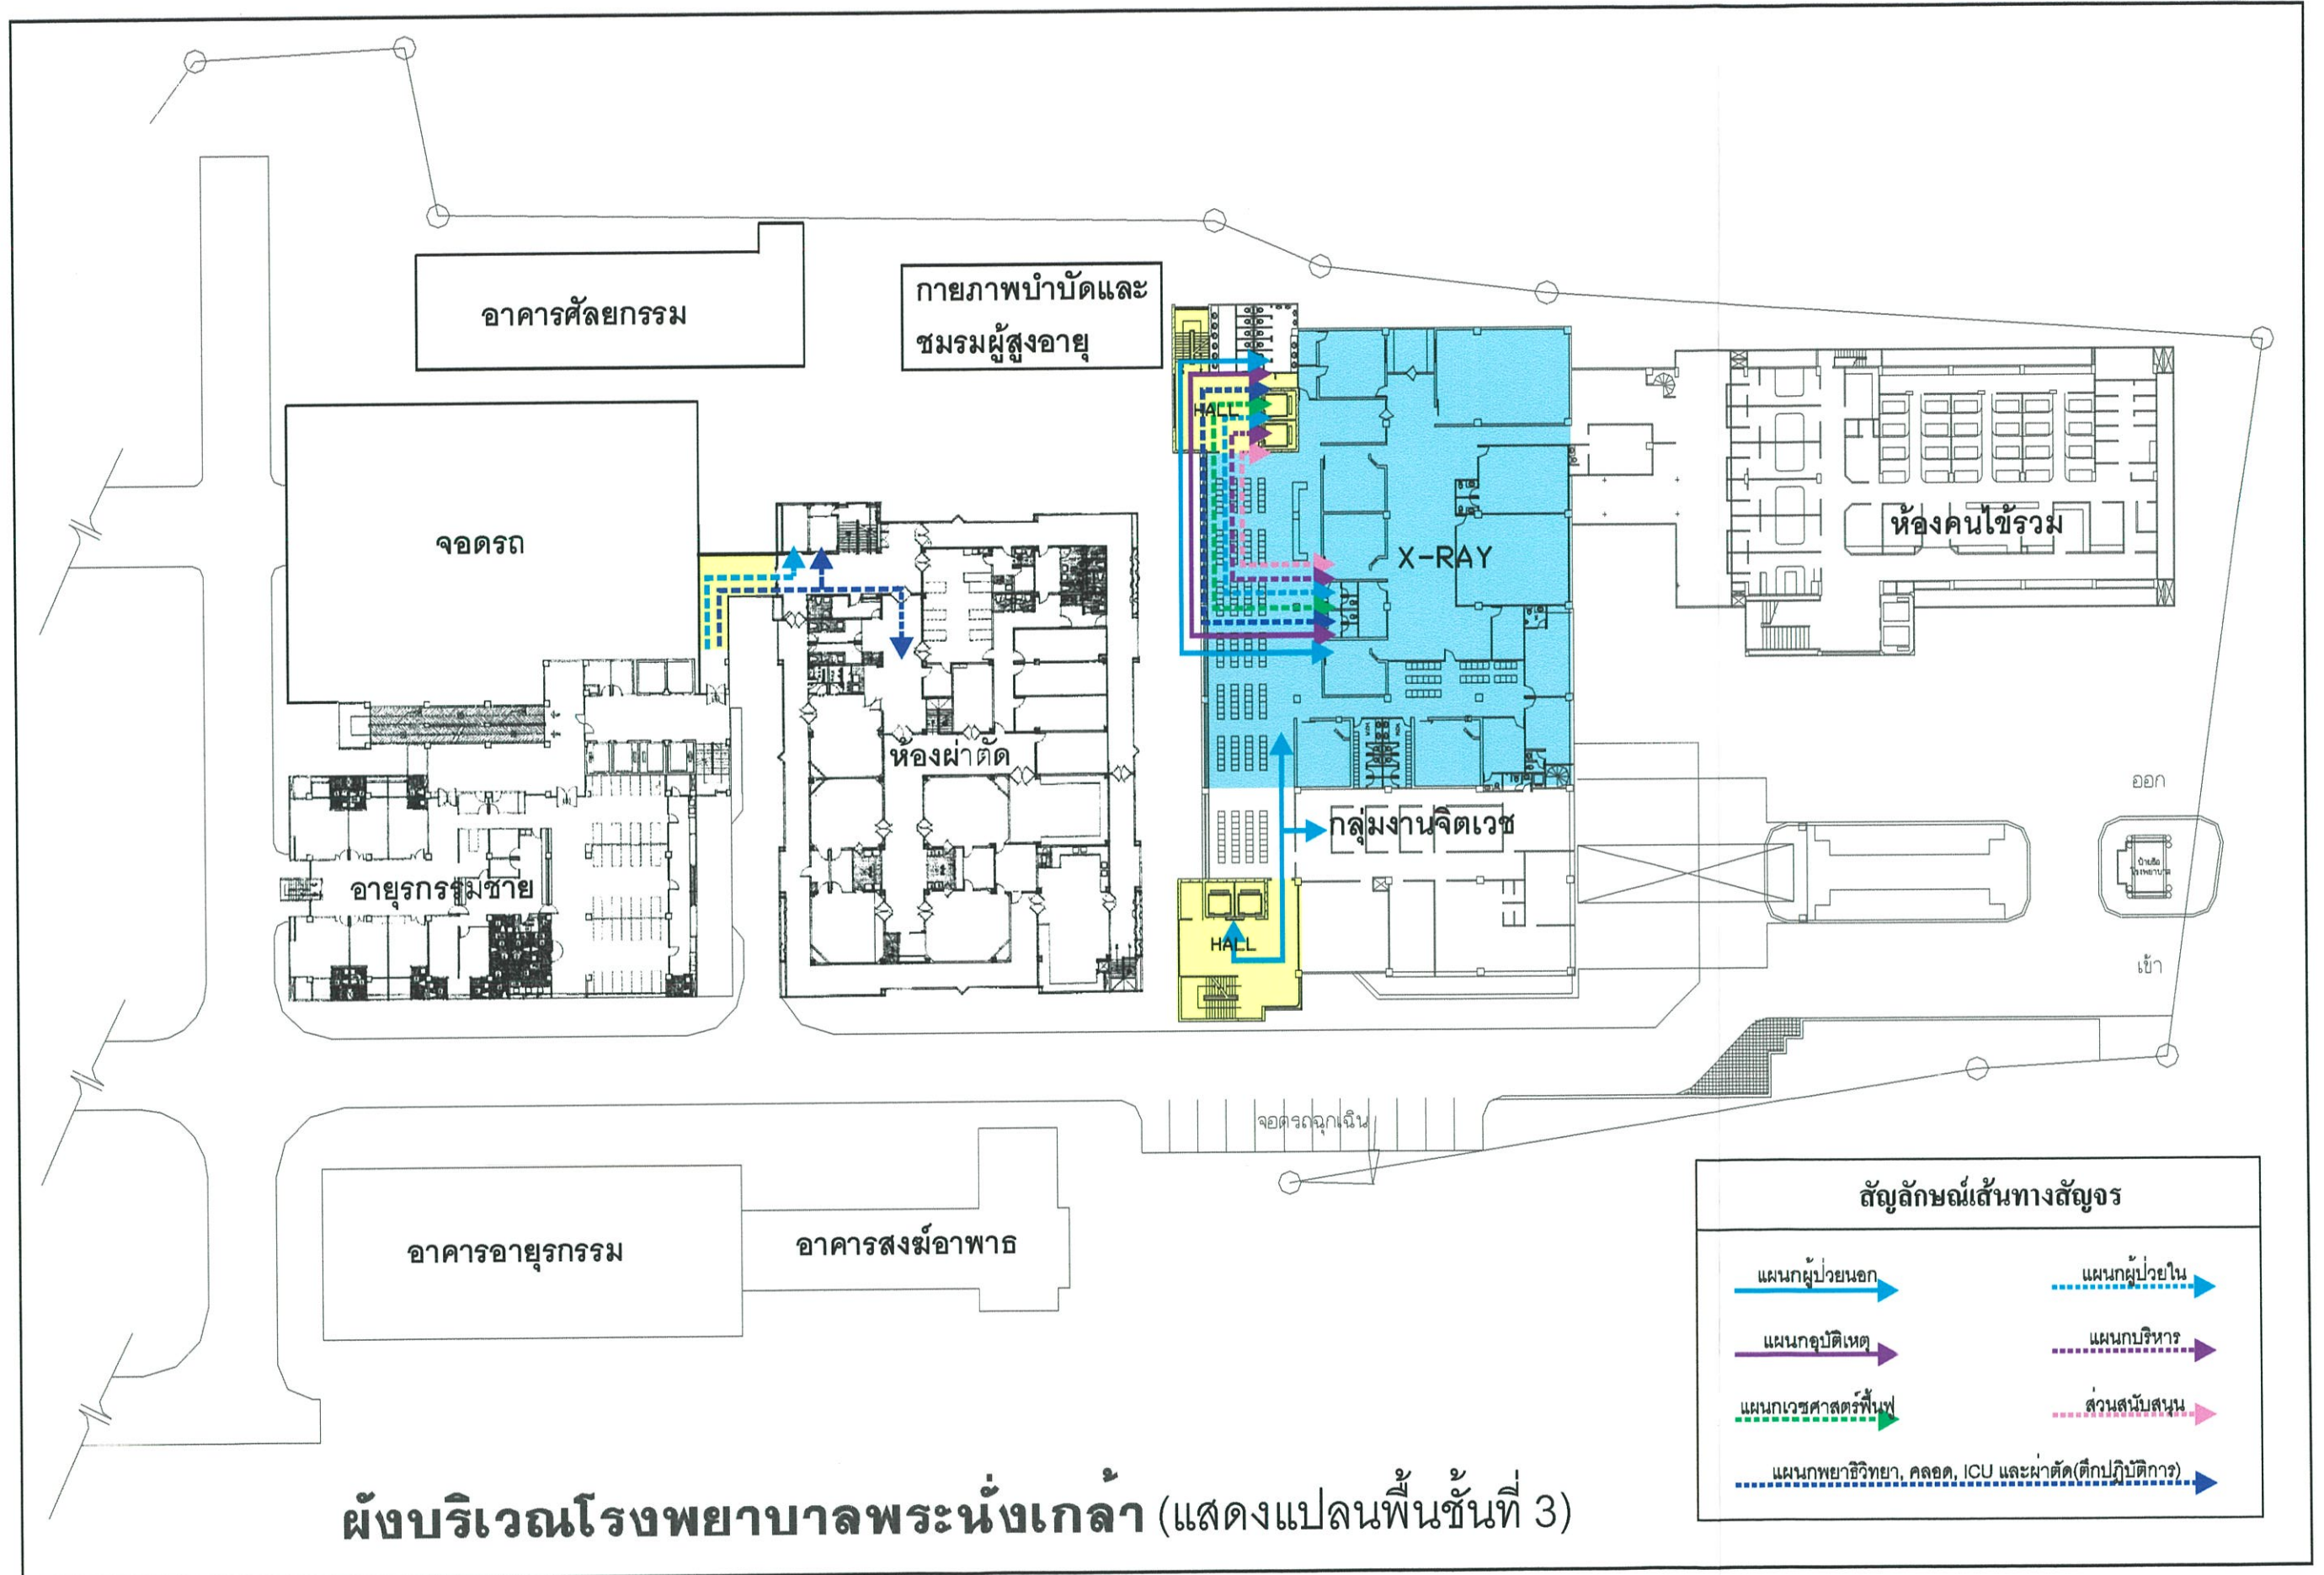 อาคารศัลยกรรม
กายภาพบำบัดและ
ชมรมผู้สูงอายุ
HALL
จอดรถ
ห้องคนไข้รวม
X-RAY
ห้องผ่าตัด
ออก
กลุ่มงานจิตเวช
ป้ายชื่อ
โรงพยาบาล
อายุรกรรมชาย
HALL
เข้า
จอดรถฉุกเฉิน
อาคารอายุรกรรม
อาคารสงฆ์อาพาธ
สัญลักษณ์เส้นทางสัญจร
แผนกผู้ป่วยนอก
แผนกผู้ป่วยใน
แผนกอุบัติเหตุ
แผนกบริหาร
แผนกเวชศาสตร์ฟื้นฟู
ส่วนสนับสนุน
แผนกพยาธิวิทยา, คลอด, ICU และผ่าตัด(ตึกปฏิบัติการ)
ผังบริเวณโรงพยาบาลพระนั่งเกล้า (แสดงแปลนพื้นชั้นที่ 3)